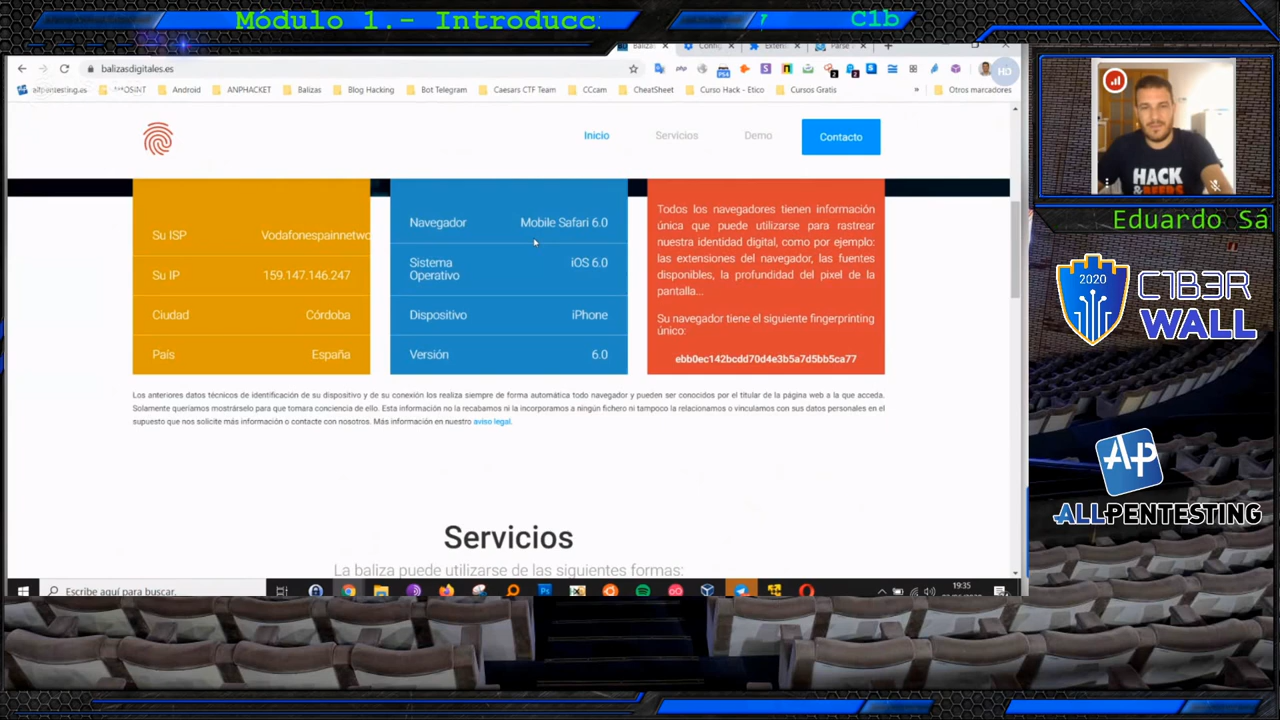 Módulo 1.- Introducc
C1b
balizasdigitales.es
HD
Android
ANPHACKET
Balizas
Blog Hacking
Bot Telegram
Caesars CTF Team
CCcam
CheatSheet
Curso Hack - Etico
Cursos Gratis
»
Otros marcadores
Inicio
Servicios
Demo
Contacto
Su ISP
Vodafonespainnetwo
Su IP
159.147.146.247
Ciudad
Córdoba
País
España
Navegador
Mobile Safari 6.0
Sistema
Operativo
iOS 6.0
Dispositivo
iPhone
Versión
6.0
Todos los navegadores tienen información
única que puede utilizarse para rastrear
nuestra identidad digital, como por ejemplo:
las extensiones del navegador, las fuentes
disponibles, la profundidad del pixel de la
pantalla...
Su navegador tiene el siguiente fingerprinting
único:
ebb0ec142bcdd70d4e3b5a7d5bb5ca77
Los anteriores datos técnicos de identificación de su dispositivo y de su conexión los realiza siempre de forma automática todo navegador y pueden ser conocidos por el titular de la página web a la que acceda.
Solamente queríamos mostrárselo para que tomara conciencia de ello. Esta información no la recabamos ni la incorporamos a ningún fichero ni tampoco la relacionamos o vinculamos con sus datos personales en el
supuesto que nos solicite más información o contacte con nosotros. Más información en nuestro aviso legal.
Servicios
La baliza puede utilizarse de las siguientes formas:
Escribe aquí para buscar.
19:35
HACK
&BEERS
Eduardo Sá
2020
C1B3R
WALL
AP
ALLPENTESTING